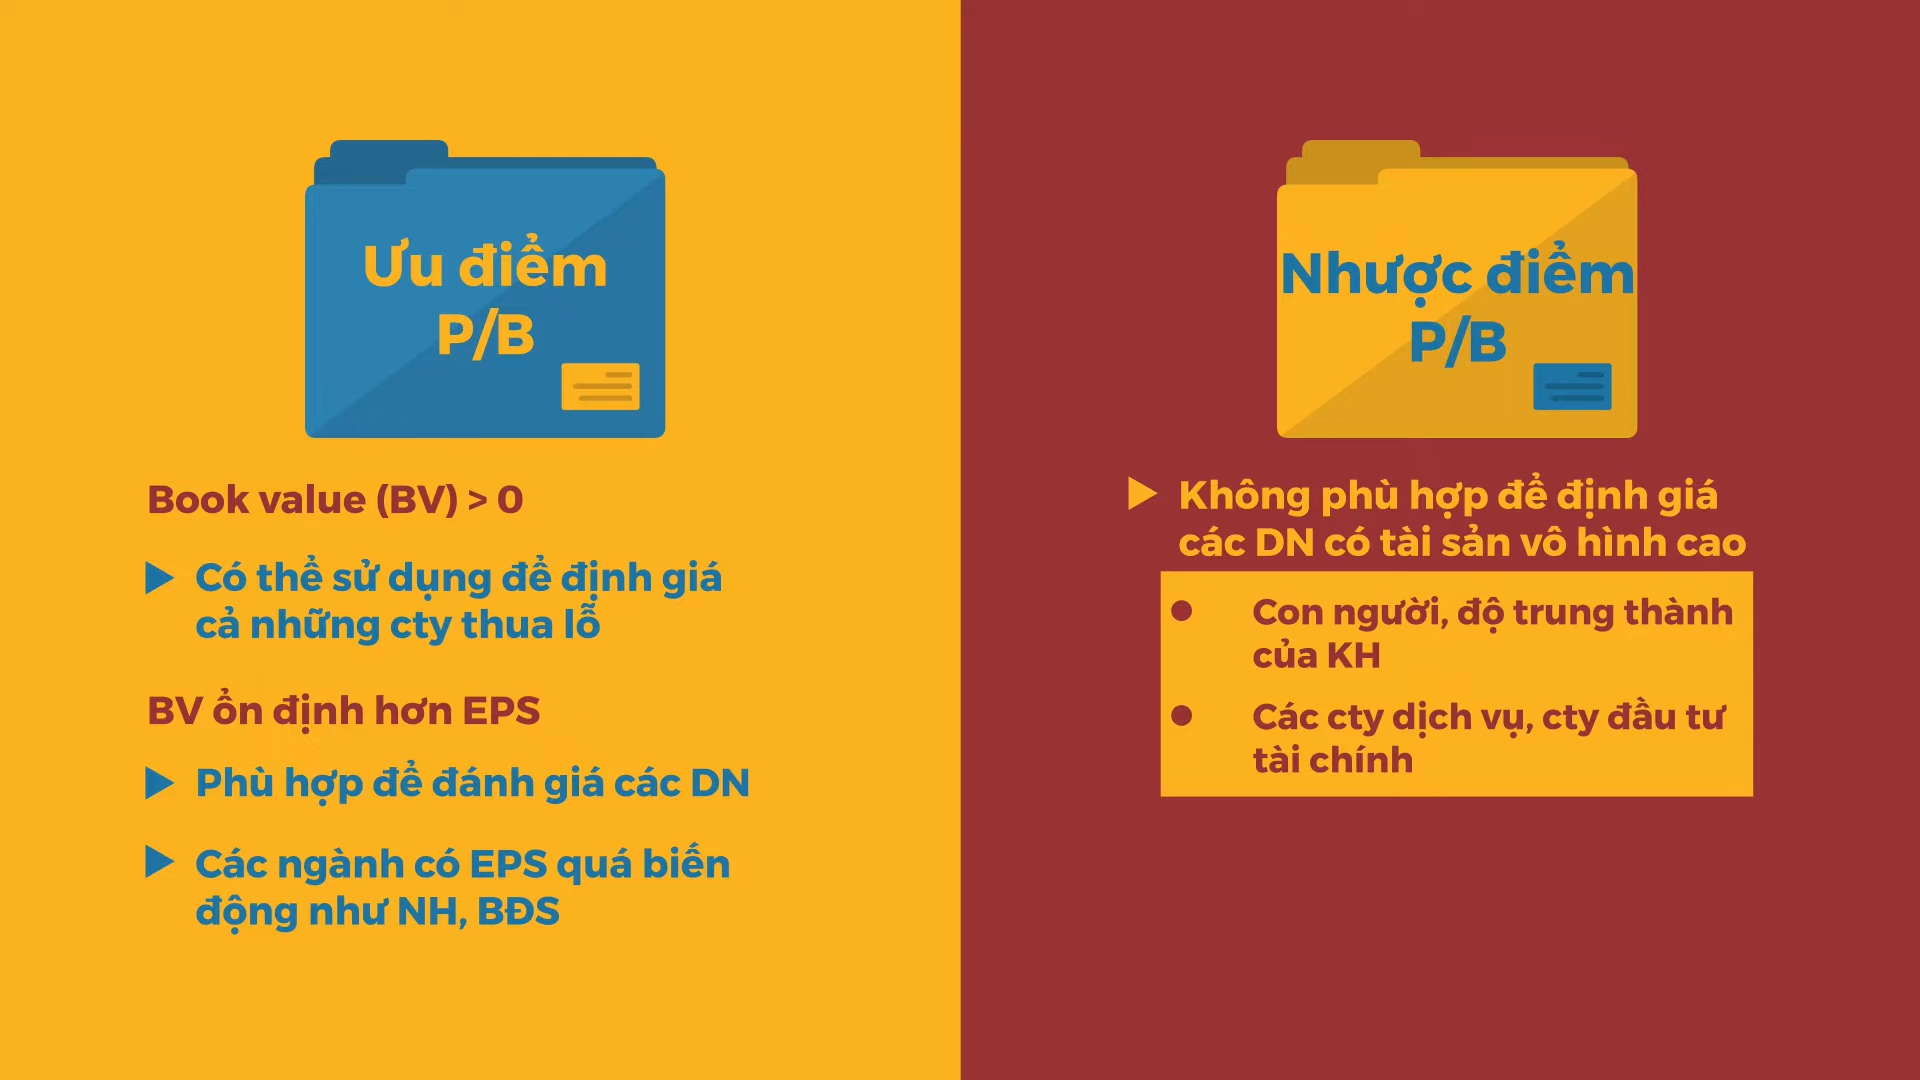 Ưu điểm
P/B
Book value (BV) > 0
Có thể sử dụng để định giá
cả những cty thua lỗ
BV ổn định hơn EPS
Phù hợp để đánh giá các DN
Các ngành có EPS quá biến
động như NH, BĐS
Nhược điểm
P/B
Không phù hợp để định giá
các DN có tài sản vô hình cao
Con người, độ trung thành
của KH
Các cty dịch vụ, cty đầu tư
tài chính